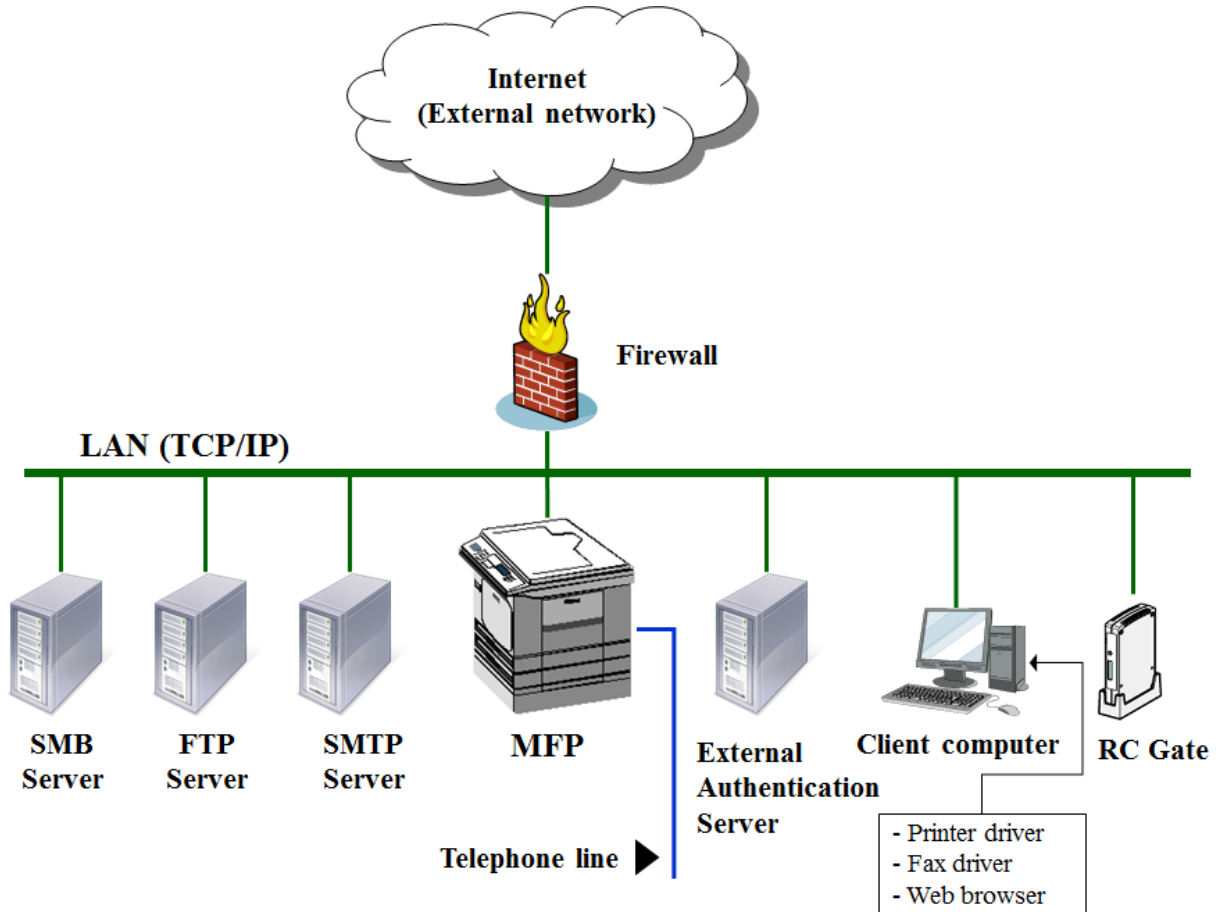 Internet
(External network)
Firewall
LAN (TCP/IP)
SMB
Server
FTP
Server
SMTP
Server
MFP
External
Authentication
Server
Client computer
RC Gate
Telephone line
- Printer driver
- Fax driver
- Web browser